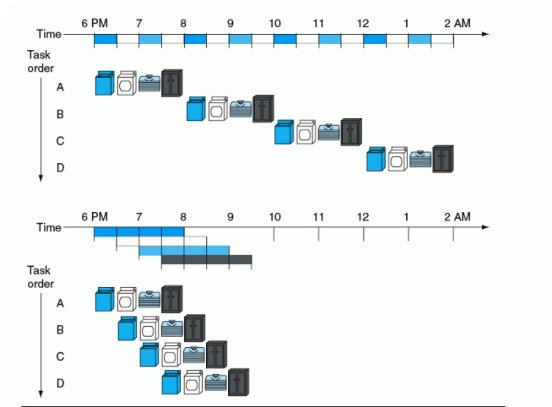 6 PM 7 8 9 10 11 12 1 2 AM
Time
Task
order
A
B
C
D
6 PM 7 8 9 10 11 12 1 2 AM
Time
Task
order
A
B
C
D